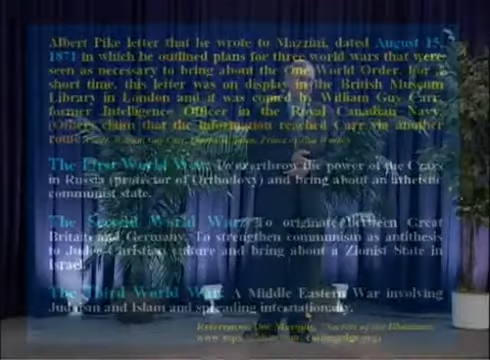 Albert Pike letter that he wrote to Mazzini, dated August 15,
1871 in which he outlined plans for three world wars that were
seen as necessary to bring about the One World Order. For a
short time, this letter was on display in the British Museum
Library in London and it was copied by William Guy Carr,
former Intelligence Officer in the Royal Canadian Navy.
(Others claim that the information reached Carr via another
The First World War: To overthrow the power of the Czars
in Russia (protector of Orthodoxy) and bring about an atheistic
communist state.
The Second World War: To originate between Great
Britain and Germany. To strengthen communism as antithesis
to Judeo-Christian culture and bring about a Zionist State in
Israel.
The Third World War: A Middle Eastern War involving
Judaism and Islam and spreading internationally.